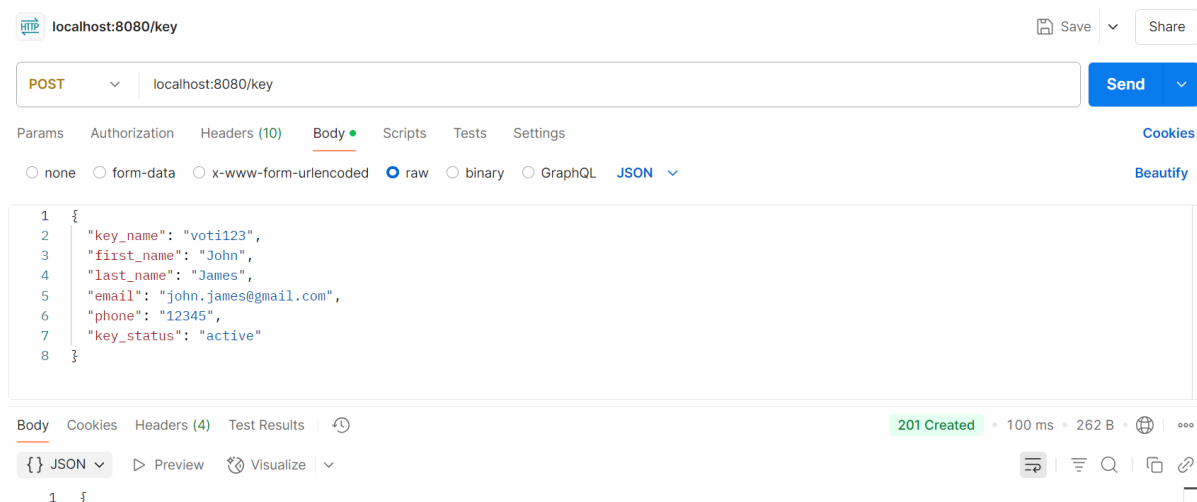 HTTP localhost:8080/key Save Share
POST localhost:8080/key Send
Params Authorization Headers (10) Body Scripts Tests Settings Cookies
none form-data x-www-form-urlencoded raw binary GraphQL JSON Beautify
1 {
2 "key_name": "voti123",
3 "first_name": "John",
4 "last_name": "James",
5 "email": "john.james@gmail.com",
6 "phone": "12345",
7 "key_status": "active"
8 }
Body Cookies Headers (4) Test Results 201 Created • 100 ms • 262 B •
{} JSON Preview Visualize
1 {